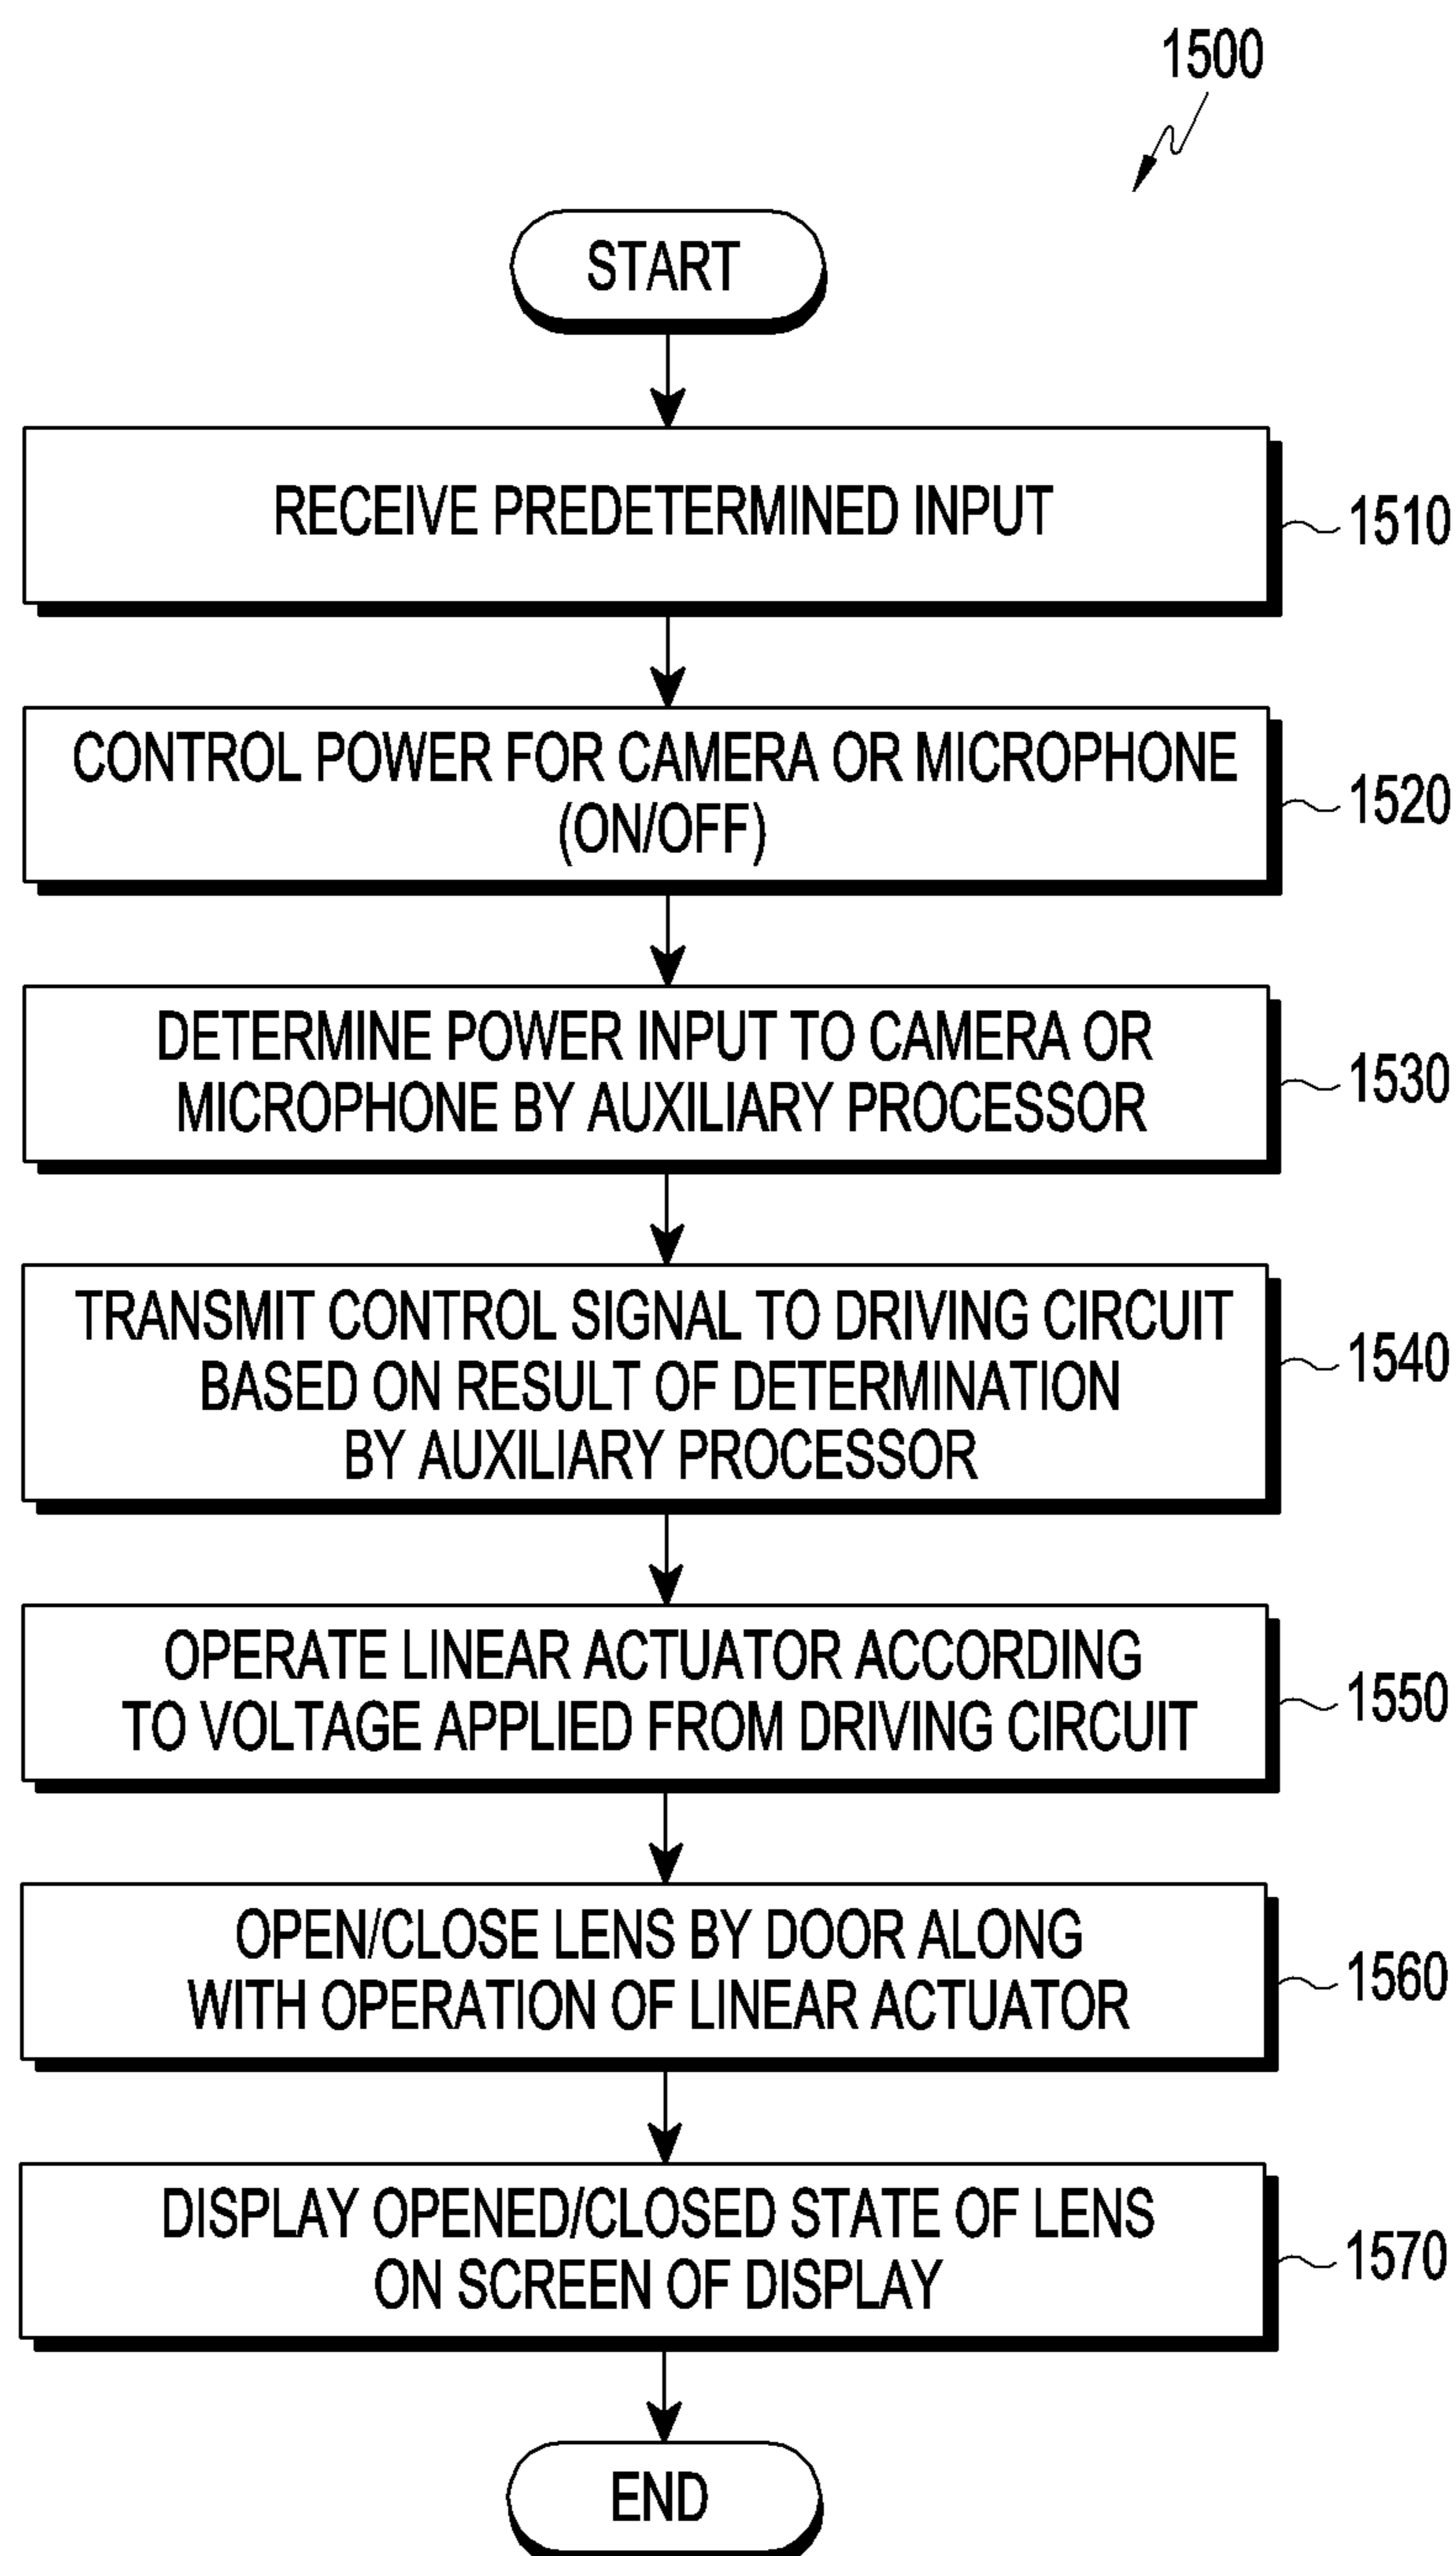 1500
START
RECEIVE PREDETERMINED INPUT
1510
CONTROL POWER FOR CAMERA OR MICROPHONE
(ON/OFF)
1520
DETERMINE POWER INPUT TO CAMERA OR
MICROPHONE BY AUXILIARY PROCESSOR
1530
TRANSMIT CONTROL SIGNAL TO DRIVING CIRCUIT
BASED ON RESULT OF DETERMINATION
BY AUXILIARY PROCESSOR
1540
OPERATE LINEAR ACTUATOR ACCORDING
TO VOLTAGE APPLIED FROM DRIVING CIRCUIT
1550
OPEN/CLOSE LENS BY DOOR ALONG
WITH OPERATION OF LINEAR ACTUATOR
1560
DISPLAY OPENED/CLOSED STATE OF LENS
ON SCREEN OF DISPLAY
1570
END